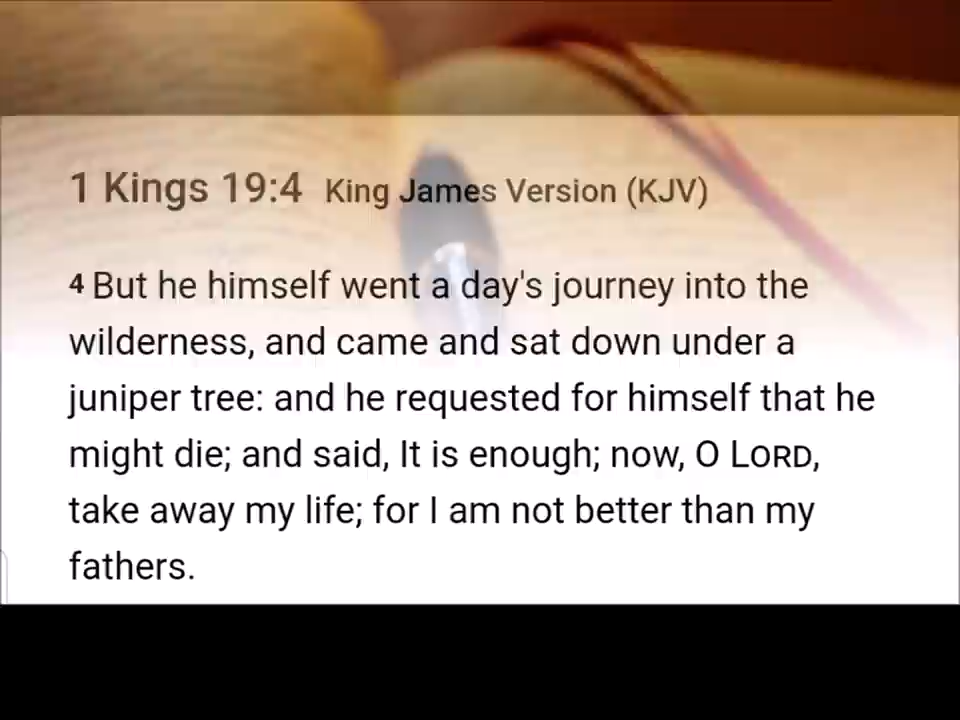 1 Kings 19:4 King James Version (KJV)
4 But he himself went a day's journey into the
wilderness, and came and sat down under a
juniper tree: and he requested for himself that he
might die; and said, It is enough; now, O LORD,
take away my life; for I am not better than my
fathers.